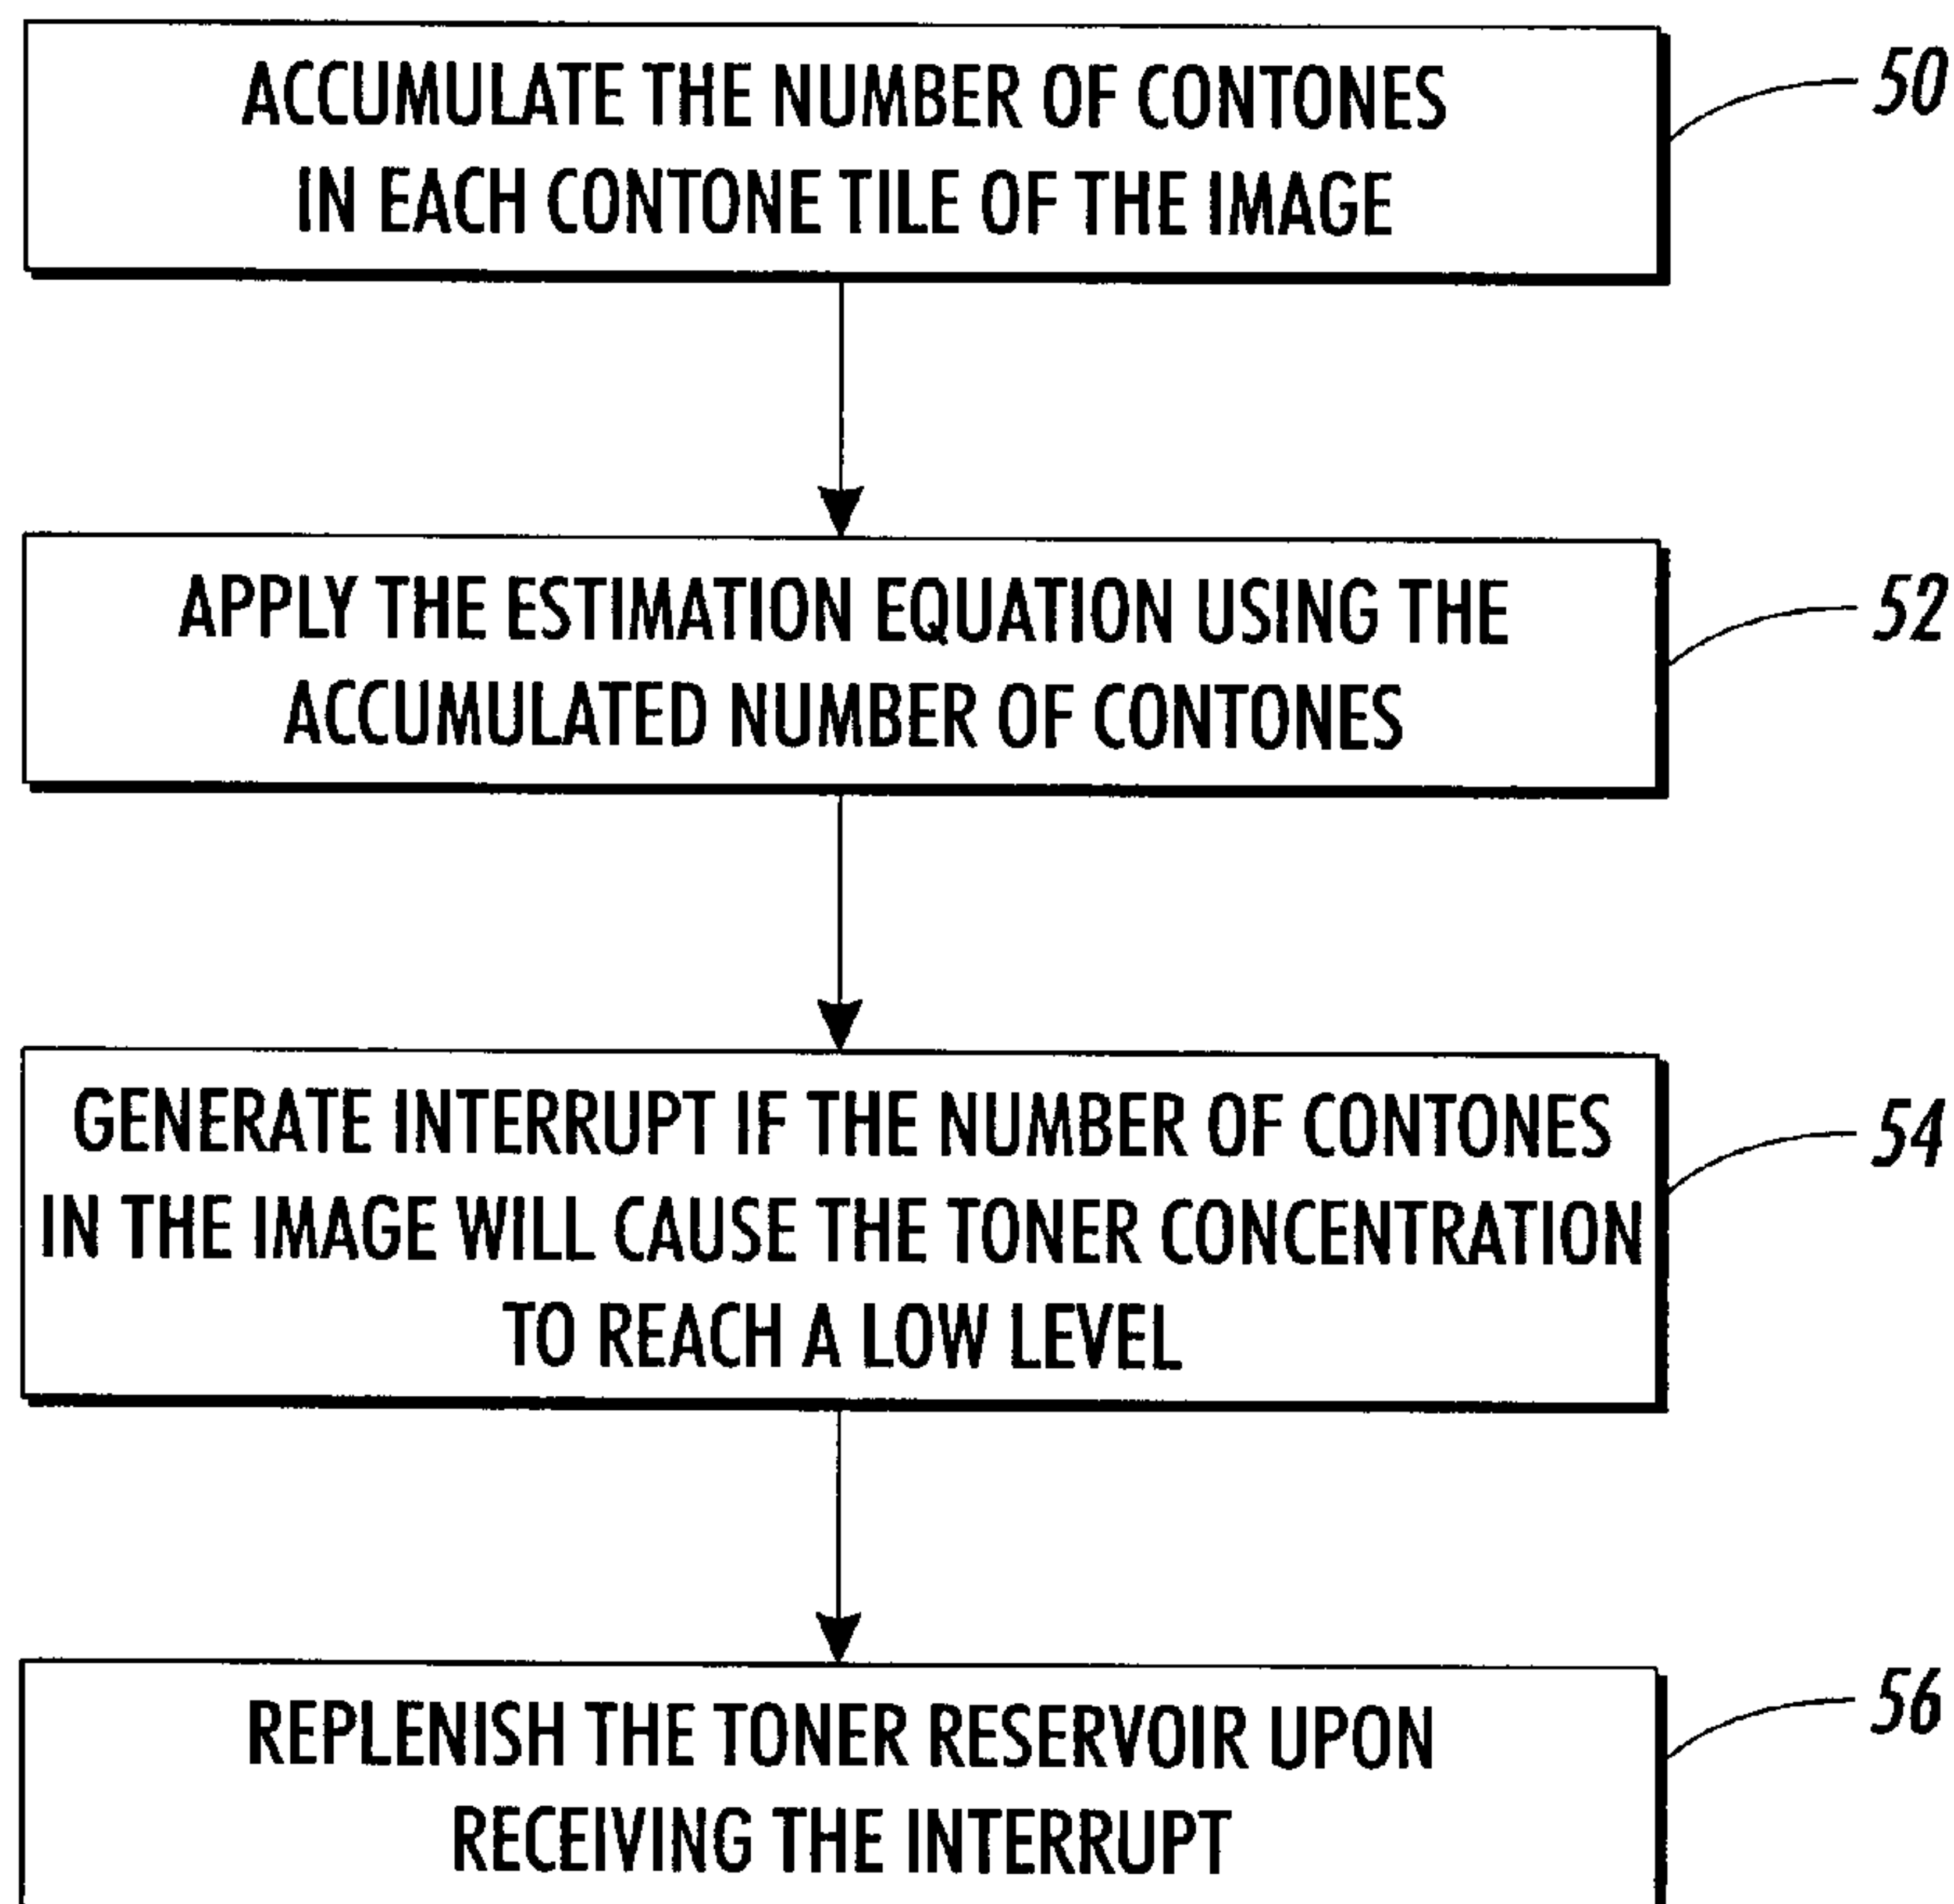 ACCUMULATE THE NUMBER OF CONTONES
IN EACH CONTONE TILE OF THE IMAGE
50
APPLY THE ESTIMATION EQUATION USING THE
ACCUMULATED NUMBER OF CONTONES
52
GENERATE INTERRUPT IF THE NUMBER OF CONTONES
IN THE IMAGE WILL CAUSE THE TONER CONCENTRATION
TO REACH A LOW LEVEL
54
REPLENISH THE TONER RESERVOIR UPON
RECEIVING THE INTERRUPT
56